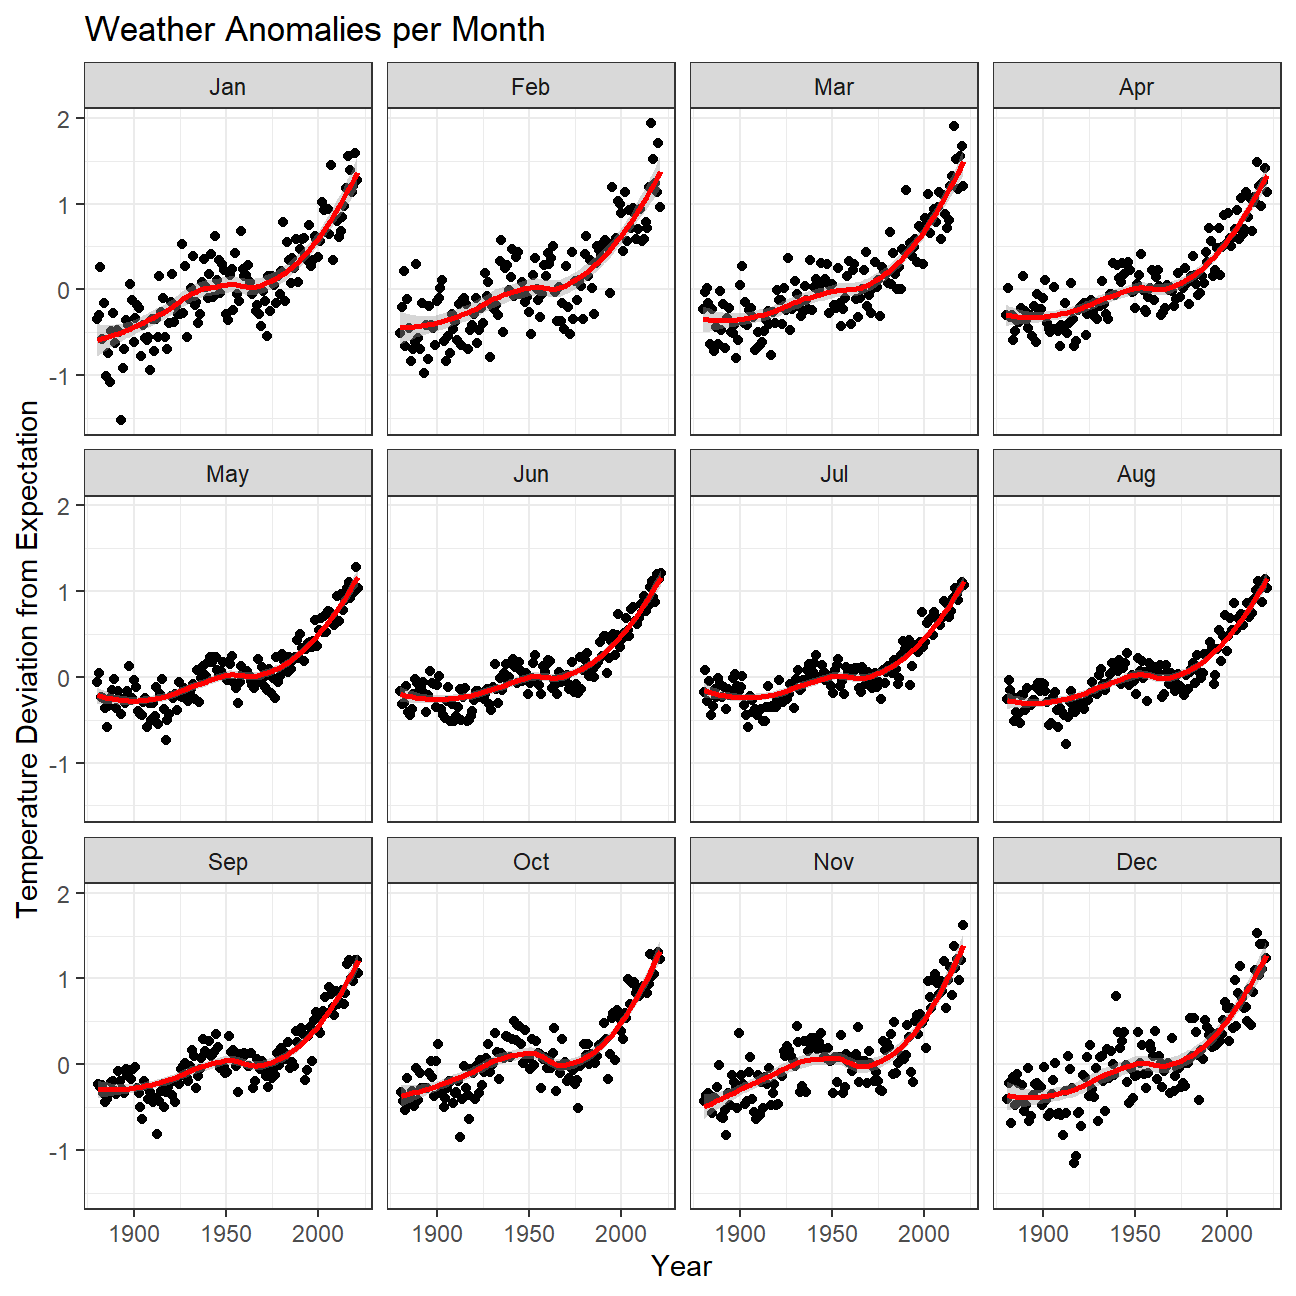 Weather Anomalies per Month
Jan Feb Mar Apr
2
1
0
-1
May Jun Jul Aug
2
1
0
-1
Sep Oct Nov Dec
2
1
0
-1
1900 1950 2000 1900 1950 2000 1900 1950 2000 1900 1950 2000
Year
Temperature Deviation from Expectation